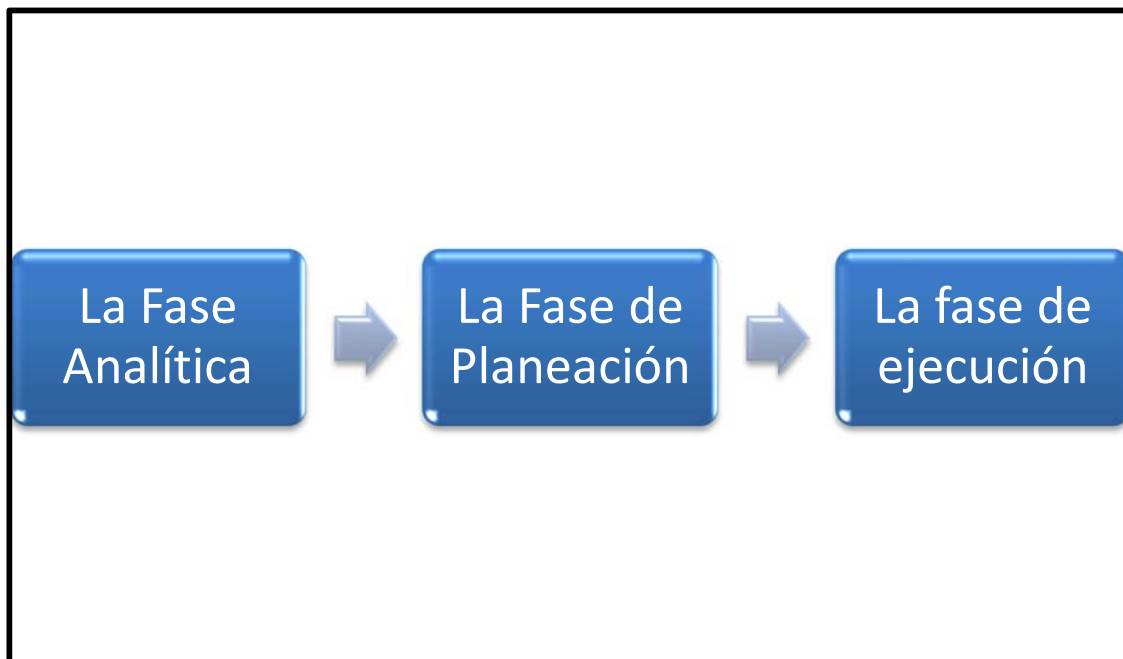 La Fase
Analítica
La Fase de
Planeación
La fase de
ejecución